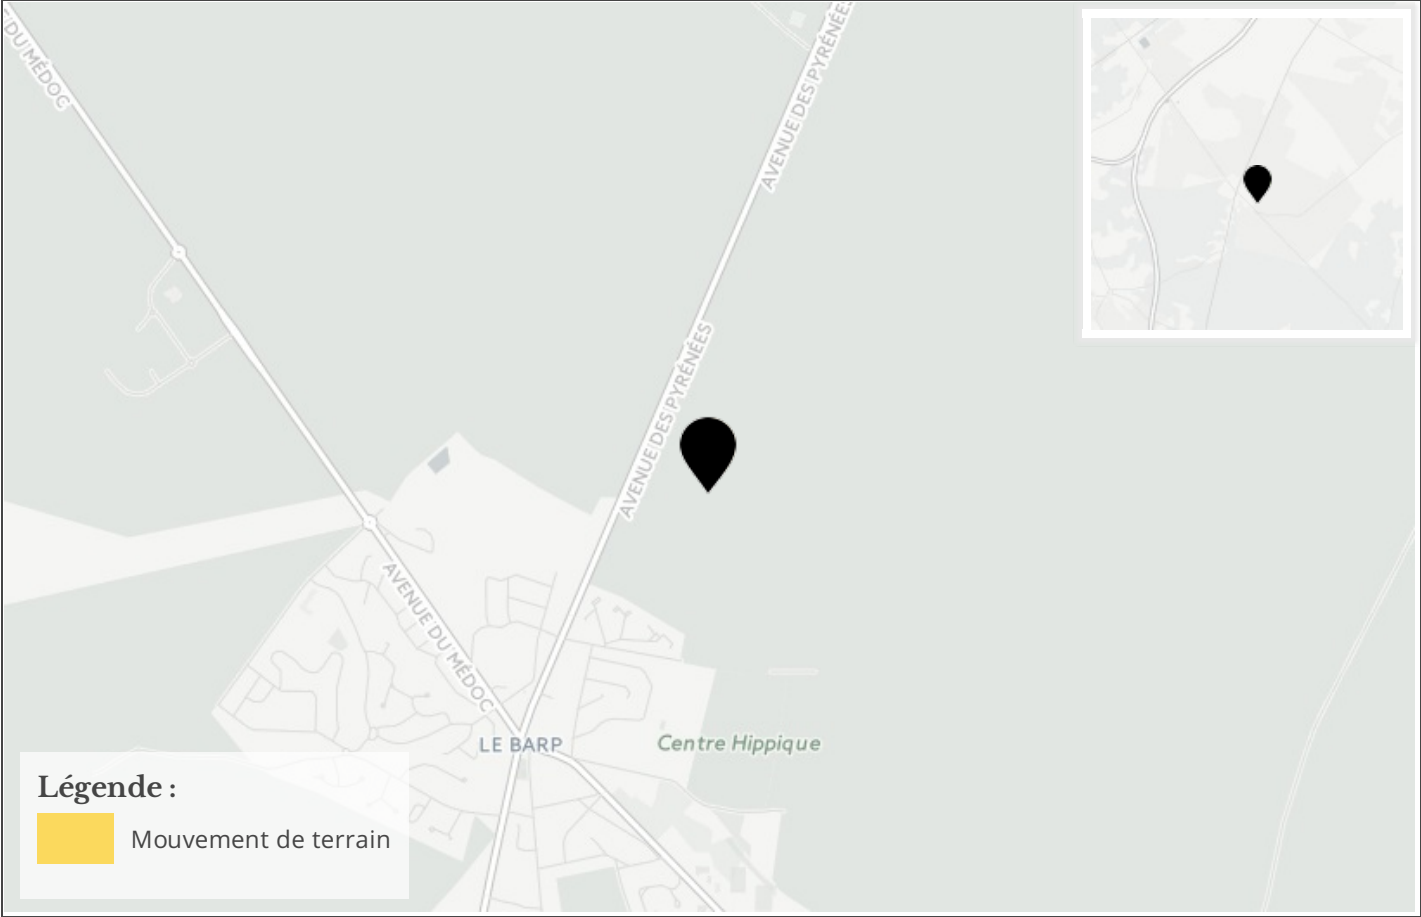 DU MÉDOC
AVENUE DES PYRÉNÉES
AVENUE DES PYRÉNÉES
AVENUE DU MÉDOC
LE BARP
Centre Hippique
Légende :
Mouvement de terrain